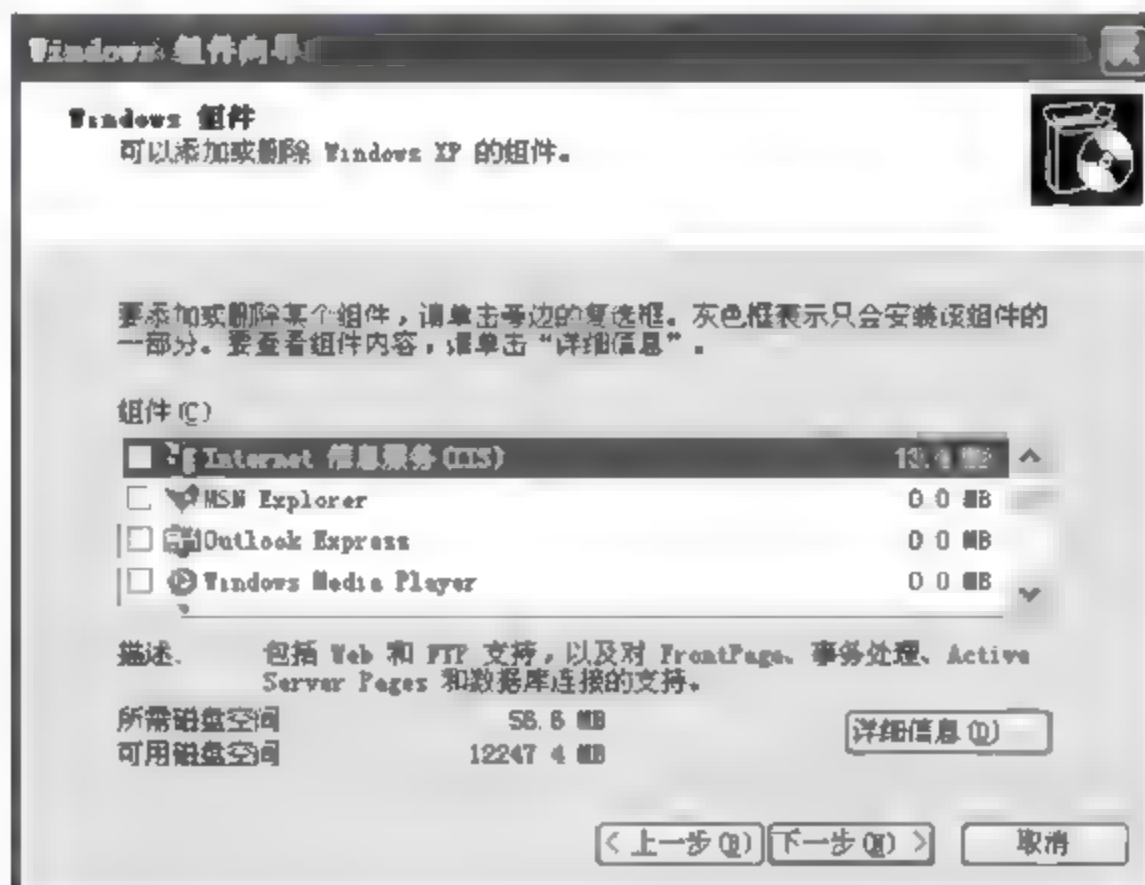 Windows 组件向导
Windows 组件
可以添加或删除 Windows XP 的组件。
要添加或删除某个组件，请单击旁边的复选框。灰色框表示只会安装该组件的
一部分。要查看组件内容，请单击“详细信息”。
组件(C)
Internet 信息服务(IIS) 13.4 MB
MSN Explorer 0.0 MB
Outlook Express 0.0 MB
Windows Media Player 0.0 MB
描述: 包括 Web 和 FTP 支持，以及对 FrontPage、事务处理、Active
Server Pages 和数据库连接的支持。
所需磁盘空间 56.6 MB 详细信息(D)
可用磁盘空间 12247.4 MB
< 上一步(B) 下一步(N) > 取消